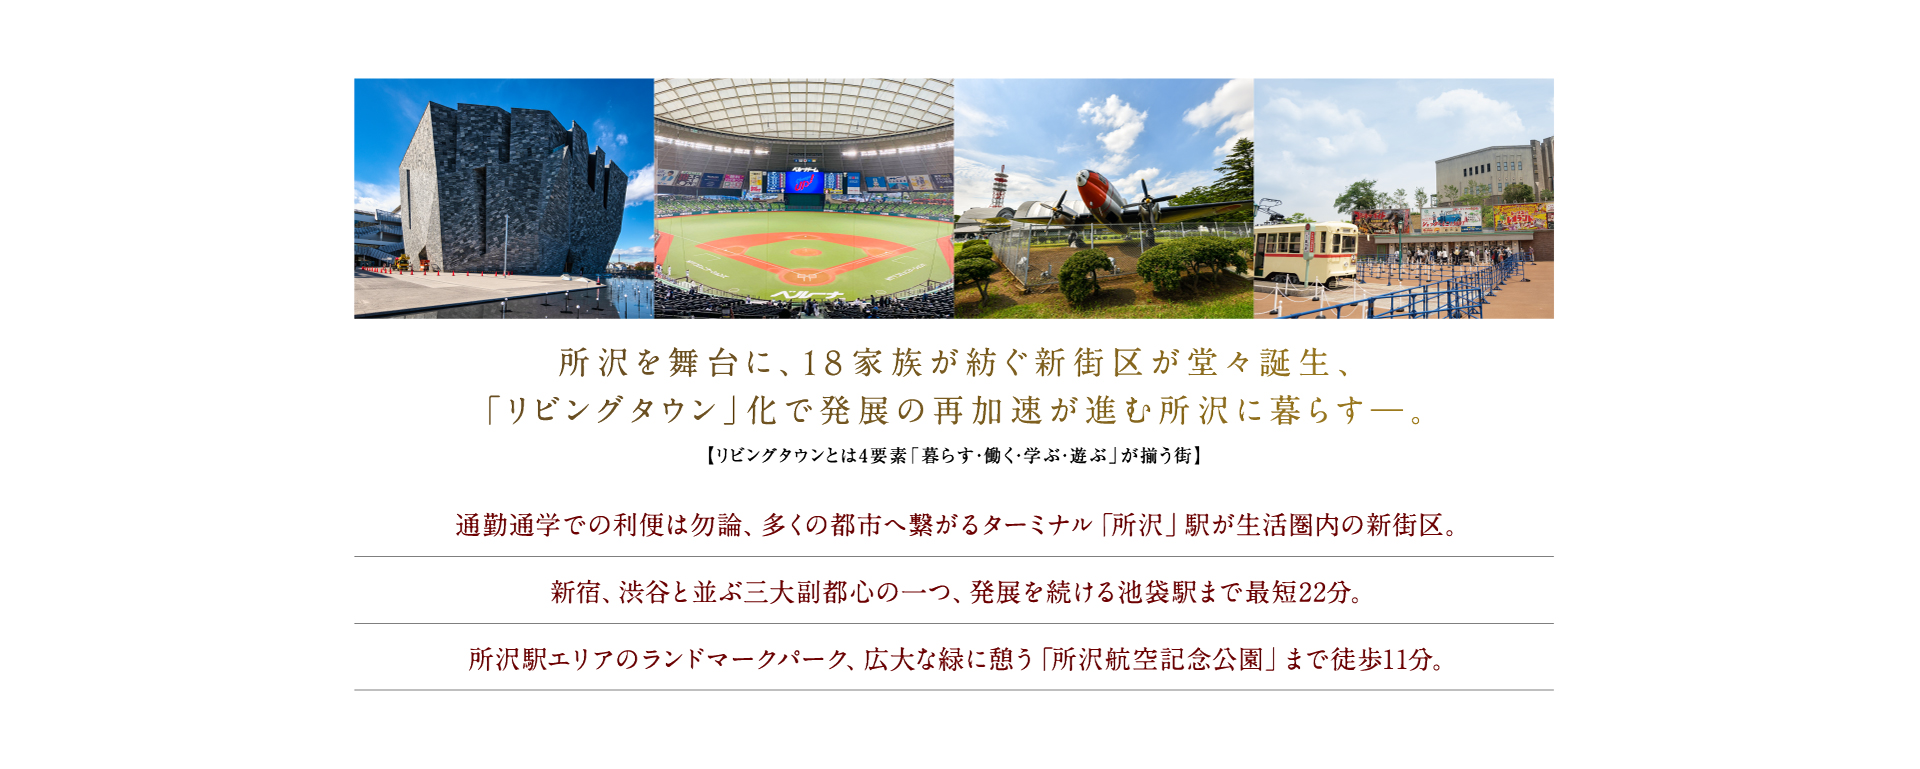 ベルーナ
所沢を舞台に、18家族が紡ぐ新街区が堂々誕生、
「リビングタウン」化で発展の再加速が進む所沢に暮らす—。
【リビングタウンとは4要素「暮らす·働く·学ぶ·遊ぶ」が揃う街】
通勤通学での利便は勿論、多くの都市へ繋がるターミナル「所沢」駅が生活圏内の新街区。
新宿、渋谷と並ぶ三大副都心の一つ、発展を続ける池袋駅まで最短22分。
所沢駅エリアのランドマークパーク、広大な緑に憩う「所沢航空記念公園」まで徒歩11分。